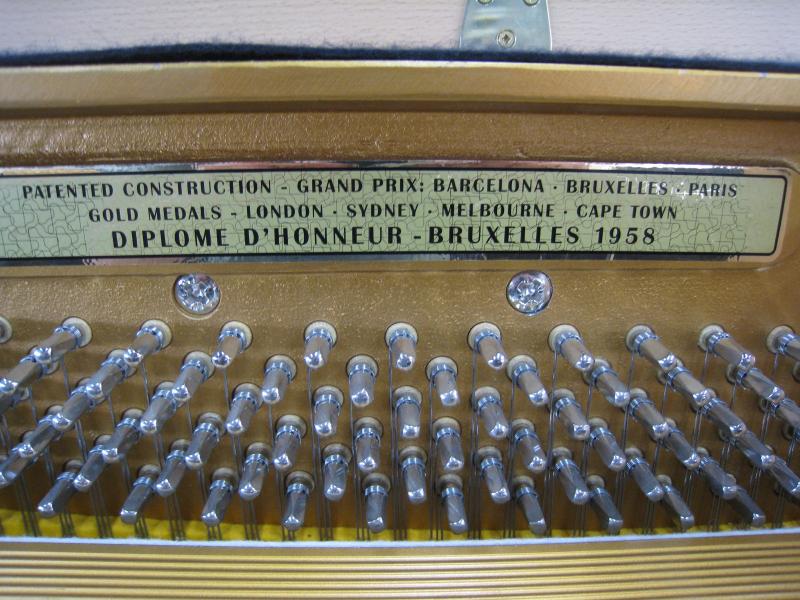 PATENTED CONSTRUCTION - GRAND PRIX: BARCELONA · BRUXELLES · PARIS
GOLD MEDALS - LONDON · SYDNEY · MELBOURNE · CAPE TOWN
DIPLOME D'HONNEUR - BRUXELLES 1958